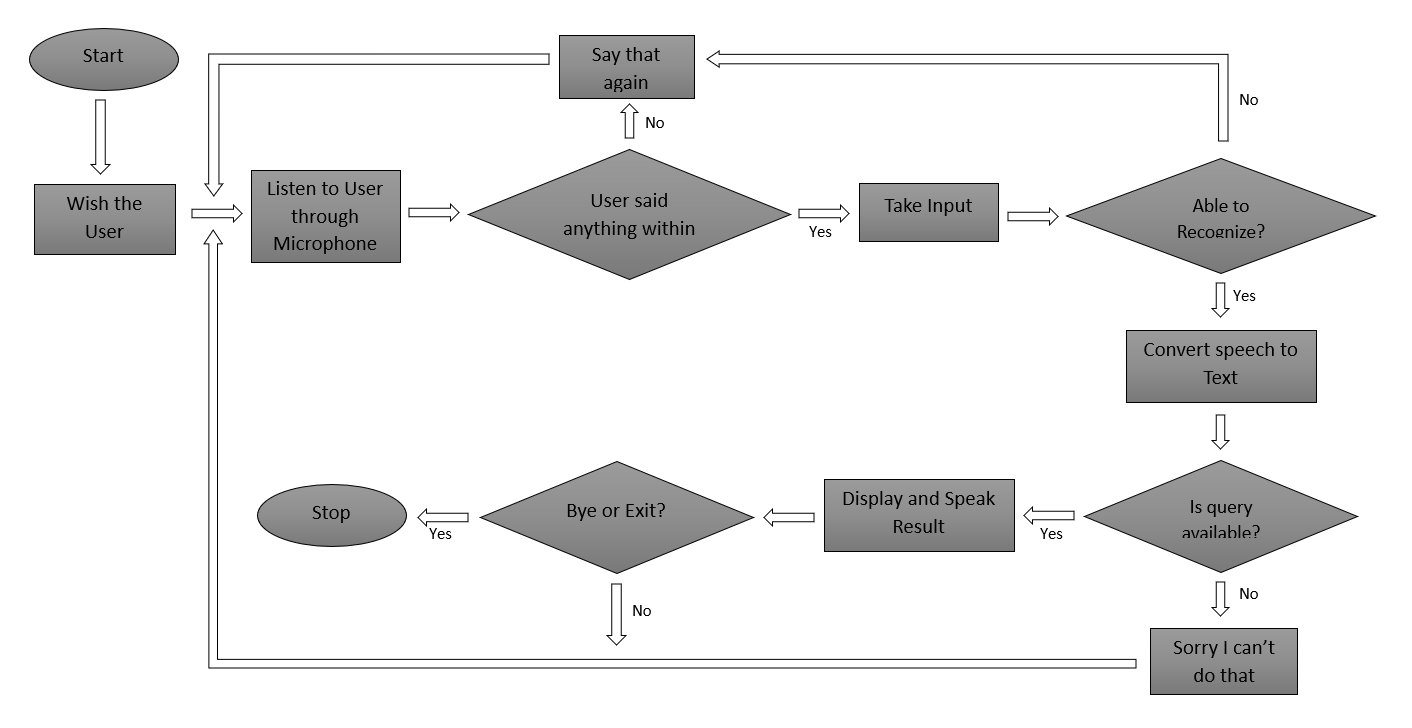 Start
Say that
again
No
No
Wish the
User
Listen to User
through
Microphone
User said
anything within
Yes
Take Input
Able to
Recognize?
Yes
Convert speech to
Text
Stop
Yes
Bye or Exit?
Display and Speak
Result
Yes
Is query
available?
No
No
Sorry I can’t
do that